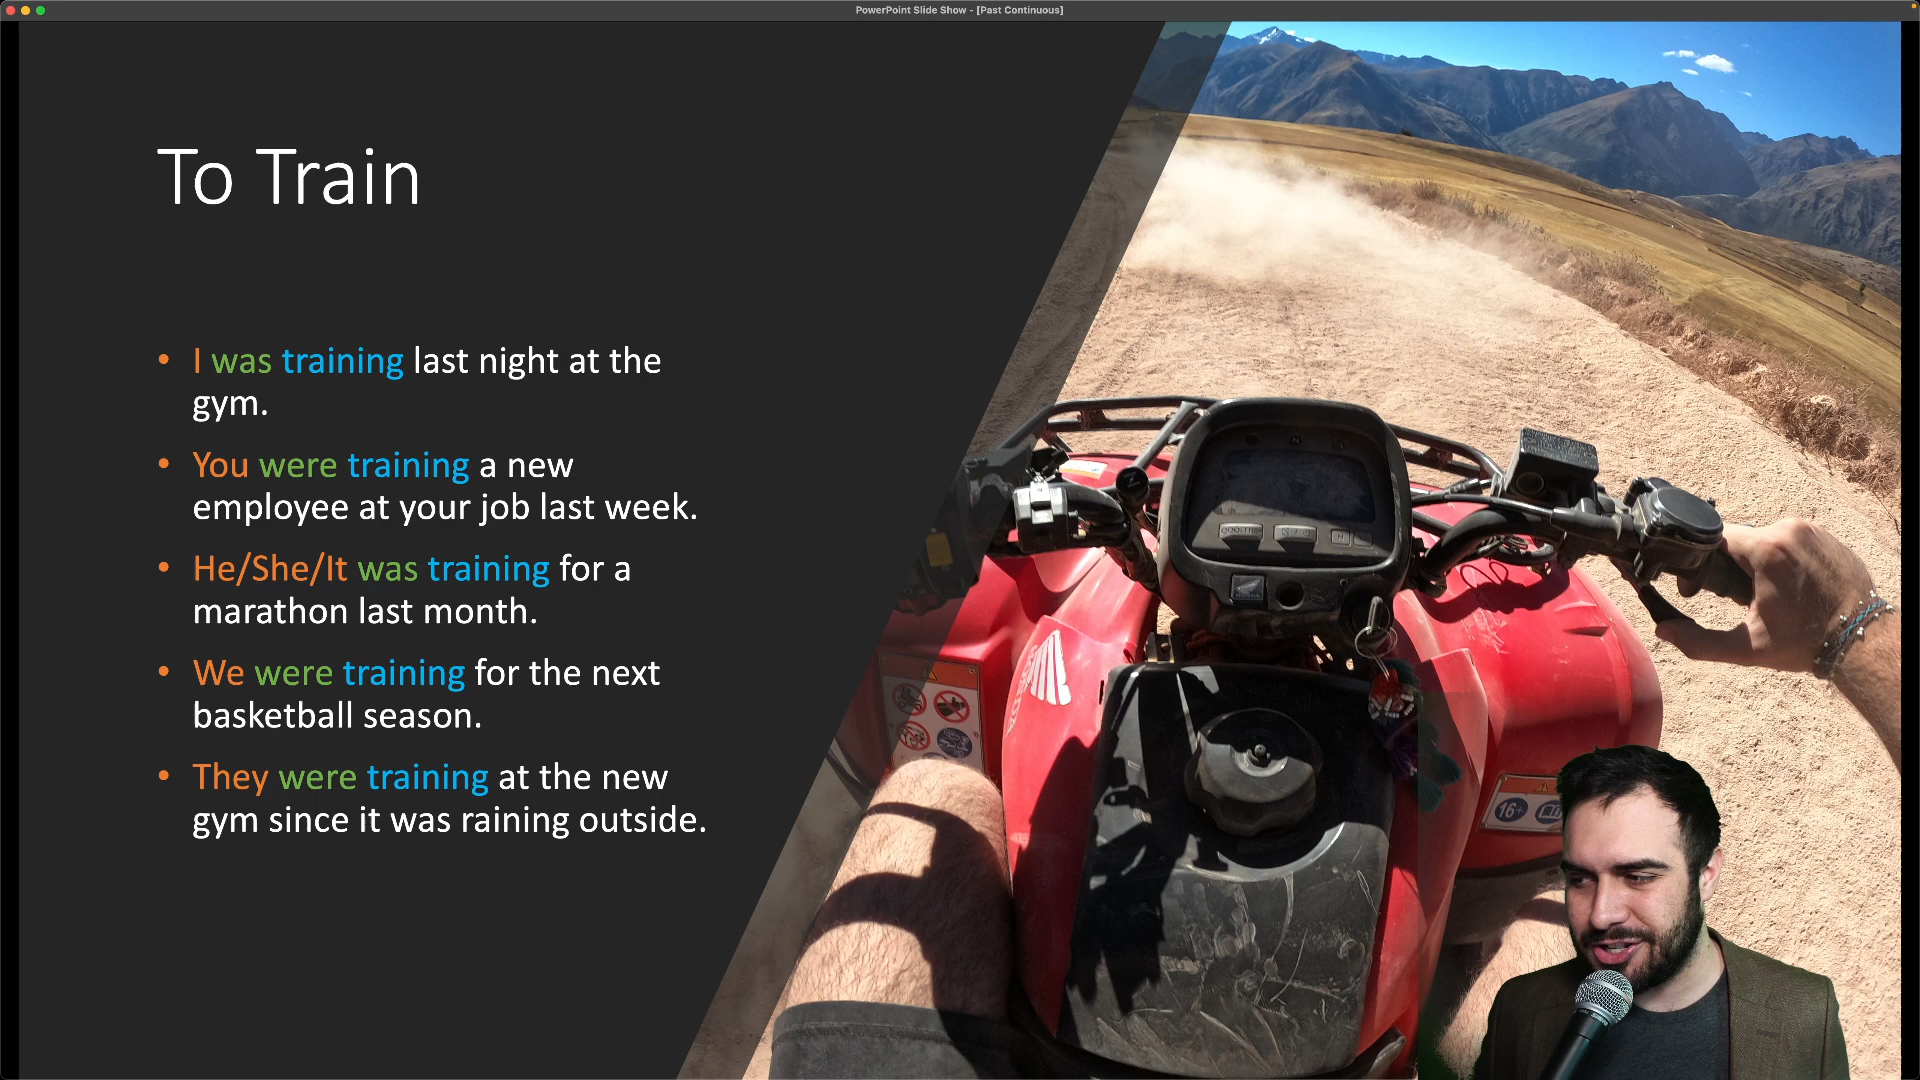 PowerPoint Slide Show - [Past Continuous]
To Train
• I was training last night at the
gym.
• You were training a new
employee at your job last week.
• He/She/It was training for a
marathon last month.
• We were training for the next
basketball season.
• They were training at the new
gym since it was raining outside.
16+